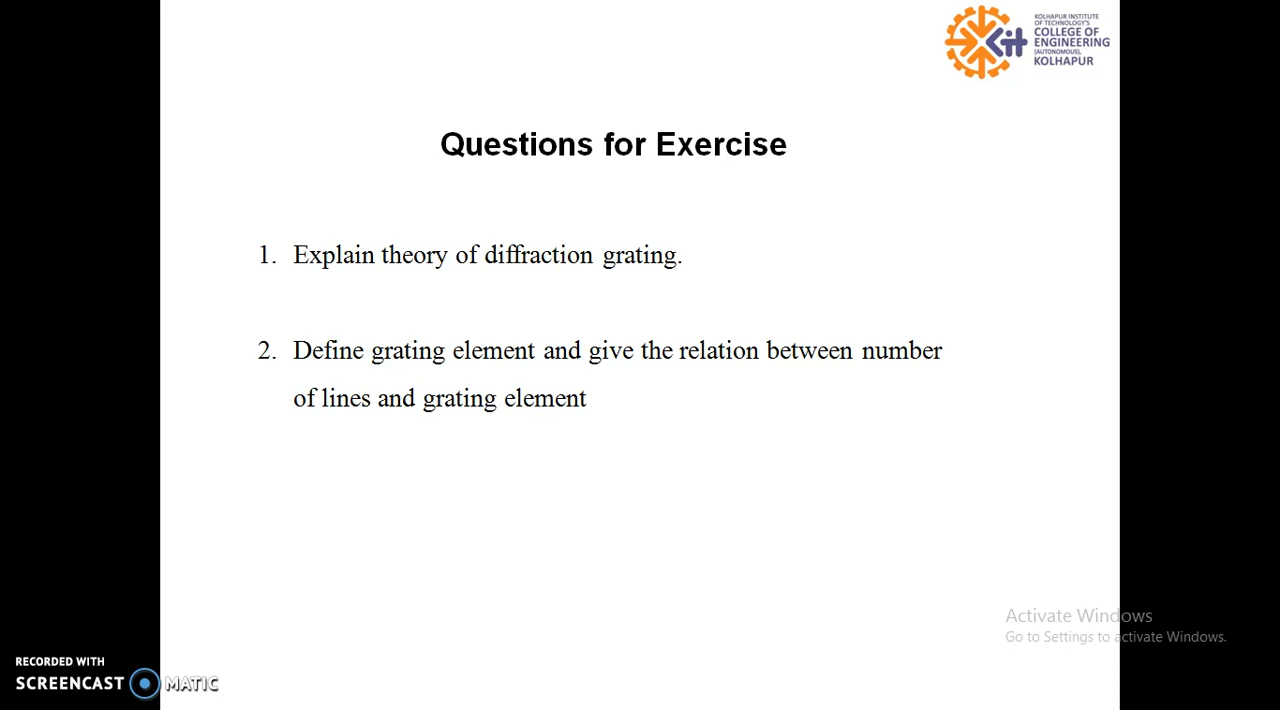 KOLHAPUR INSTITUTE
OF TECHNOLOGY'S
COLLEGE OF
ENGINEERING
(AUTONOMOUS),
KOLHAPUR
Kit
Questions for Exercise
1. Explain theory of diffraction grating.
2. Define grating element and give the relation between number
of lines and grating element
Activate Windows
Go to Settings to activate Windows.
RECORDED WITH
SCREENCAST MATIC